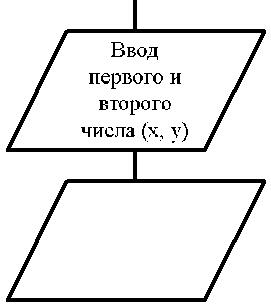 Ввод
первого и
второго
числа (x, y)